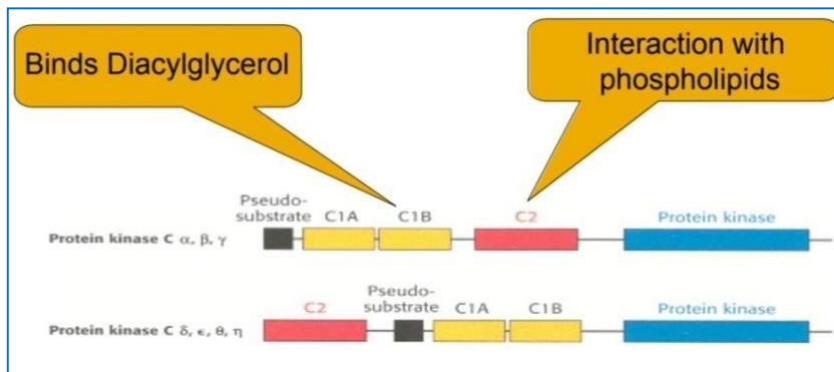 Binds Diacylglycerol
Interaction with
phospholipids
Pseudo-
substrate C1A C1B C2 Protein kinase
Protein kinase C α, β, γ
C2 Pseudo-
substrate C1A C1B Protein kinase
Protein kinase C δ, ϵ, θ, η